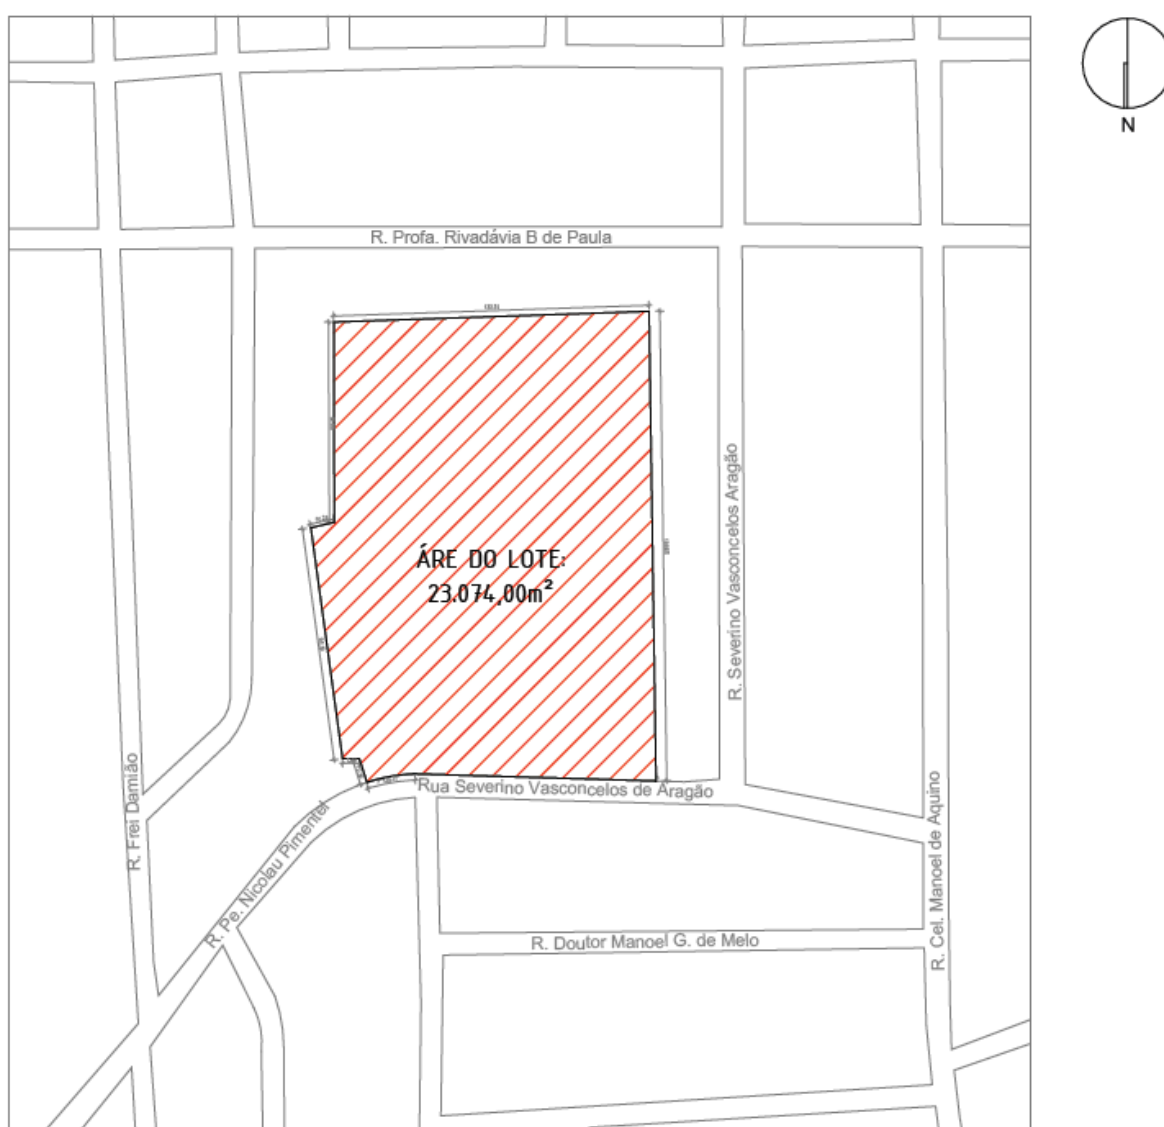 N
R. Profa. Rivadávia B de Paula
ÁRE DO LOTE:
23.074,00m²
R. Severino Vasconcelos Aragão
Rua Severino Vasconcelos de Aragão
R. Frei Damião
R. Pe. Nicolau Pimentel
R. Cel. Manoel de Aquino
R. Doutor Manoel G. de Melo